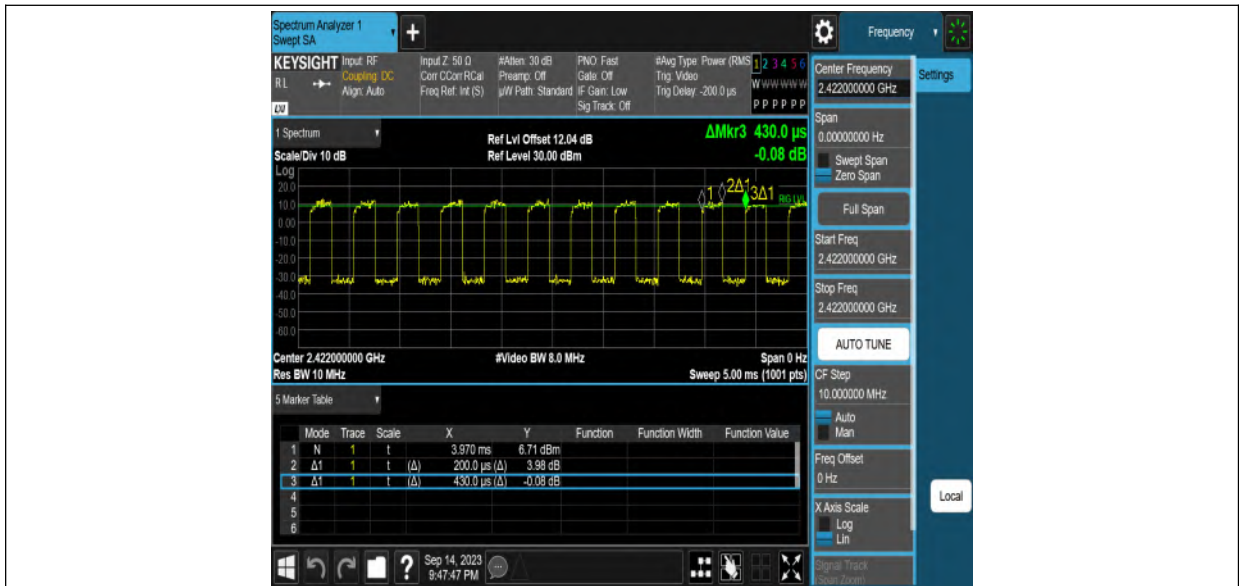 Spectrum Analyzer 1
Swept SA
Frequency
KEYSIGHT
RL
LXI
Input: RF
Coupling: DC
Align: Auto
Input Z: 50 Ω
Corr CCorr RCal
Freq Ref: Int (S)
#Atten: 30 dB
Preamp: Off
µW Path: Standard
PNO: Fast
Gate: Off
IF Gain: Low
Sig Track: Off
#Avg Type: Power (RMS
Trig: Video
Trig Delay: -200.0 µs
1 2 3 4 5 6
W W W W W W
P P P P P P
1 Spectrum
Scale/Div 10 dB
Log
Ref Lvl Offset 12.04 dB
Ref Level 30.00 dBm
ΔMkr3 430.0 µs
-0.08 dB
20.0
10.0
0.00
-10.0
-20.0
-30.0
-40.0
-50.0
-60.0
1
2Δ1
3Δ1
Center 2.422000000 GHz
Res BW 10 MHz
#Video BW 8.0 MHz
Span 0 Hz
Sweep 5.00 ms (1001 pts)
5 Marker Table
Mode Trace Scale X Y Function Function Width Function Value
1 N 1 t 3.970 ms 6.71 dBm
2 Δ1 1 t (Δ) 200.0 µs (Δ) 3.98 dB
3 Δ1 1 t (Δ) 430.0 µs (Δ) -0.08 dB
4
5
6
?
Sep 14, 2023
9:47:47 PM
Center Frequency
2.422000000 GHz
Settings
Span
0.00000000 Hz
Swept Span
Zero Span
Full Span
Start Freq
2.422000000 GHz
Stop Freq
2.422000000 GHz
AUTO TUNE
CF Step
10.000000 MHz
Auto
Man
Freq Offset
0 Hz
X Axis Scale
Log
Lin
Signal Track
(Span Zoom)
Local